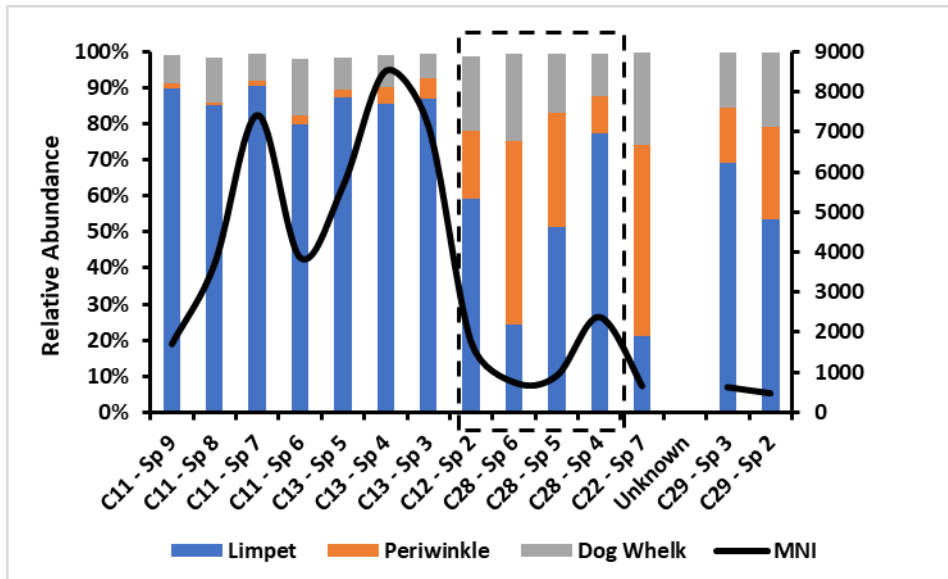 100%
90%
80%
70%
60%
50%
40%
30%
20%
10%
0%
Relative Abundance
9000
8000
7000
6000
5000
4000
3000
2000
1000
0
C11 - Sp 9
C11 - Sp 8
C11 - Sp 7
C11 - Sp 6
C13 - Sp 5
C13 - Sp 4
C13 - Sp 3
C12 - Sp 2
C28 - Sp 6
C28 - Sp 5
C28 - Sp 4
C22 - Sp 7
Unknown
C29 - Sp 3
C29 - Sp 2
Limpet Periwinkle Dog Whelk MNI